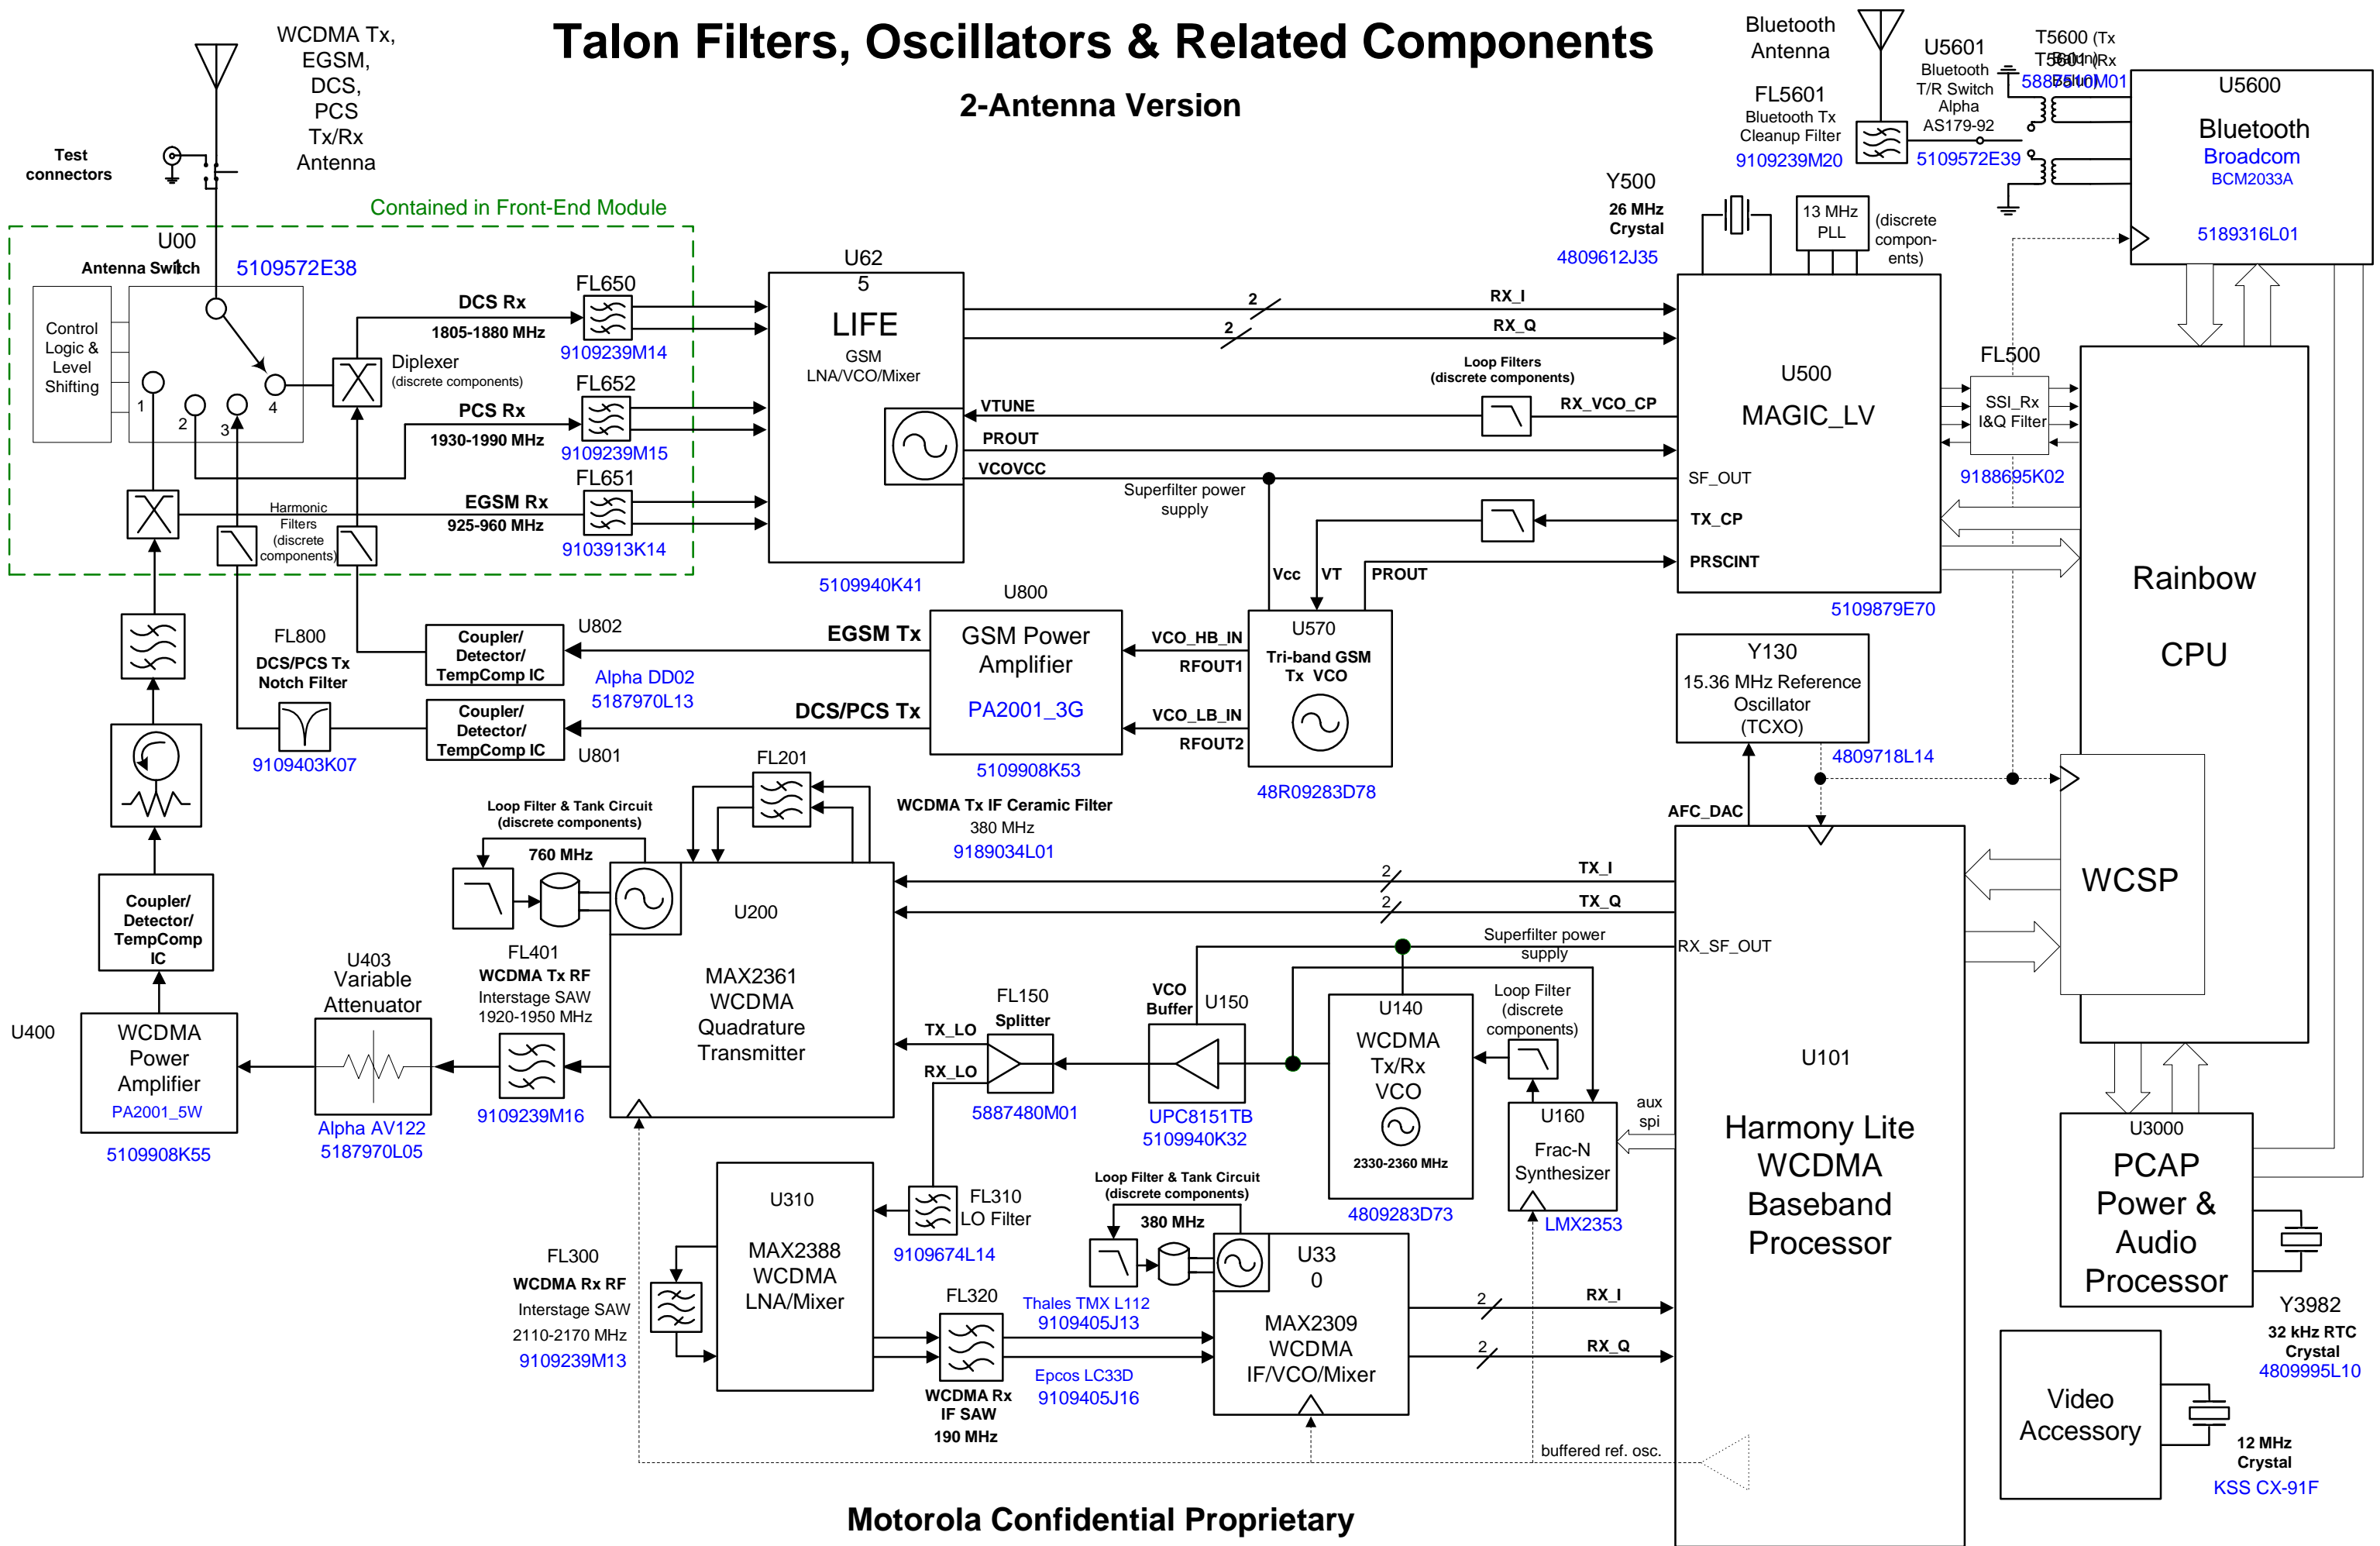 Talon Filters, Oscillators & Related Components
2-Antenna Version
WCDMA Tx,
EGSM,
DCS,
PCS
Tx/Rx
Antenna
Test
connectors
Contained in Front-End Module
U00
1
Antenna Switch
5109572E38
Control
Logic &
Level
Shifting
1
2
3
4
DCS Rx
1805-1880 MHz
Diplexer
(discrete components)
PCS Rx
1930-1990 MHz
EGSM Rx
925-960 MHz
Harmonic
Filters
(discrete
components)
FL650
9109239M14
FL652
9109239M15
FL651
9103913K14
U62
5
LIFE
GSM
LNA/VCO/Mixer
5109940K41
2
RX_I
2
RX_Q
Loop Filters
(discrete components)
VTUNE
RX_VCO_CP
PROUT
VCOVCC
Superfilter power
supply
SF_OUT
TX_CP
PRSCINT
Vcc
VT
PROUT
Y500
26 MHz
Crystal
4809612J35
13 MHz
PLL
(discrete
compon-
ents)
U500
MAGIC_LV
5109879E70
FL500
SSI_Rx
I&Q Filter
9188695K02
Bluetooth
Antenna
FL5601
Bluetooth Tx
Cleanup Filter
9109239M20
U5601
Bluetooth
T/R Switch
Alpha
AS179-92
5109572E39
T5600 (Tx
Balun)
T5601 (Rx
Balun)
5887510M01
U5600
Bluetooth
Broadcom
BCM2033A
5189316L01
Rainbow
CPU
WCSP
FL800
DCS/PCS Tx
Notch Filter
9109403K07
Coupler/
Detector/
TempComp IC
U802
Alpha DD02
5187970L13
Coupler/
Detector/
TempComp IC
U801
EGSM Tx
DCS/PCS Tx
U800
GSM Power
Amplifier
PA2001_3G
5109908K53
VCO_HB_IN
RFOUT1
VCO_LB_IN
RFOUT2
U570
Tri-band GSM
Tx VCO
48R09283D78
Y130
15.36 MHz Reference
Oscillator
(TCXO)
4809718L14
AFC_DAC
FL201
WCDMA Tx IF Ceramic Filter
380 MHz
9189034L01
Loop Filter & Tank Circuit
(discrete components)
760 MHz
U200
MAX2361
WCDMA
Quadrature
Transmitter
2
TX_I
2
TX_Q
Superfilter power
supply
RX_SF_OUT
Coupler/
Detector/
TempComp
IC
U400
WCDMA
Power
Amplifier
PA2001_5W
5109908K55
U403
Variable
Attenuator
Alpha AV122
5187970L05
FL401
WCDMA Tx RF
Interstage SAW
1920-1950 MHz
9109239M16
TX_LO
RX_LO
FL150
Splitter
5887480M01
VCO
Buffer
U150
UPC8151TB
5109940K32
U140
WCDMA
Tx/Rx
VCO
2330-2360 MHz
4809283D73
Loop Filter
(discrete
components)
U160
Frac-N
Synthesizer
LMX2353
aux
spi
U101
Harmony Lite
WCDMA
Baseband
Processor
FL300
WCDMA Rx RF
Interstage SAW
2110-2170 MHz
9109239M13
U310
MAX2388
WCDMA
LNA/Mixer
FL310
LO Filter
9109674L14
FL320
WCDMA Rx
IF SAW
190 MHz
Thales TMX L112
9109405J13
Epcos LC33D
9109405J16
Loop Filter & Tank Circuit
(discrete components)
380 MHz
U33
0
MAX2309
WCDMA
IF/VCO/Mixer
2
RX_I
2
RX_Q
buffered ref. osc.
U3000
PCAP
Power &
Audio
Processor
Y3982
32 kHz RTC
Crystal
4809995L10
Video
Accessory
12 MHz
Crystal
KSS CX-91F
Motorola Confidential Proprietary